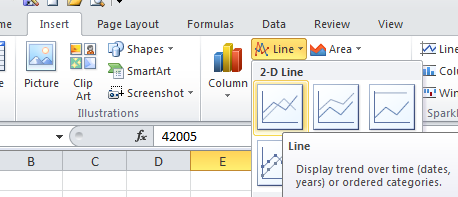 Insert Page Layout Formulas Data Review View
Picture Clip Art Shapes SmartArt Screenshot Column Line Area Line
Colu
Win
Illustrations Spark
2-D Line
fx 42005
B C D E
Line
Display trend over time (dates,
years) or ordered categories.